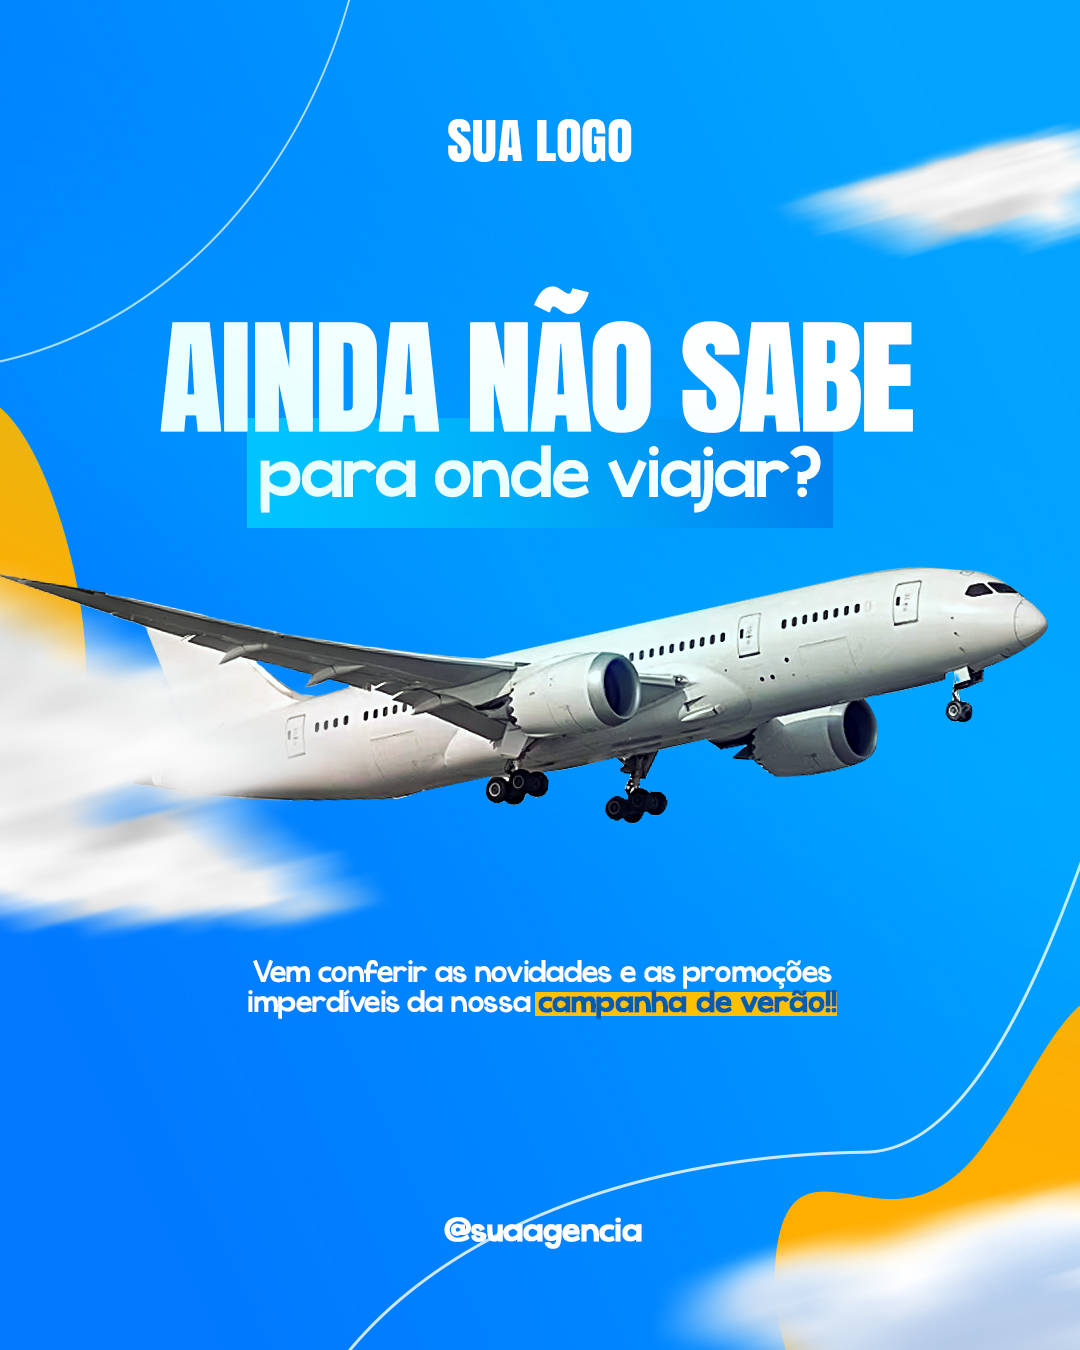 SUA LOGO
AINDA NÃO SABE
para onde viajar?
Vem conferir as novidades e as promoções
imperdíveis da nossa campanha de verão!!
@suaagencia